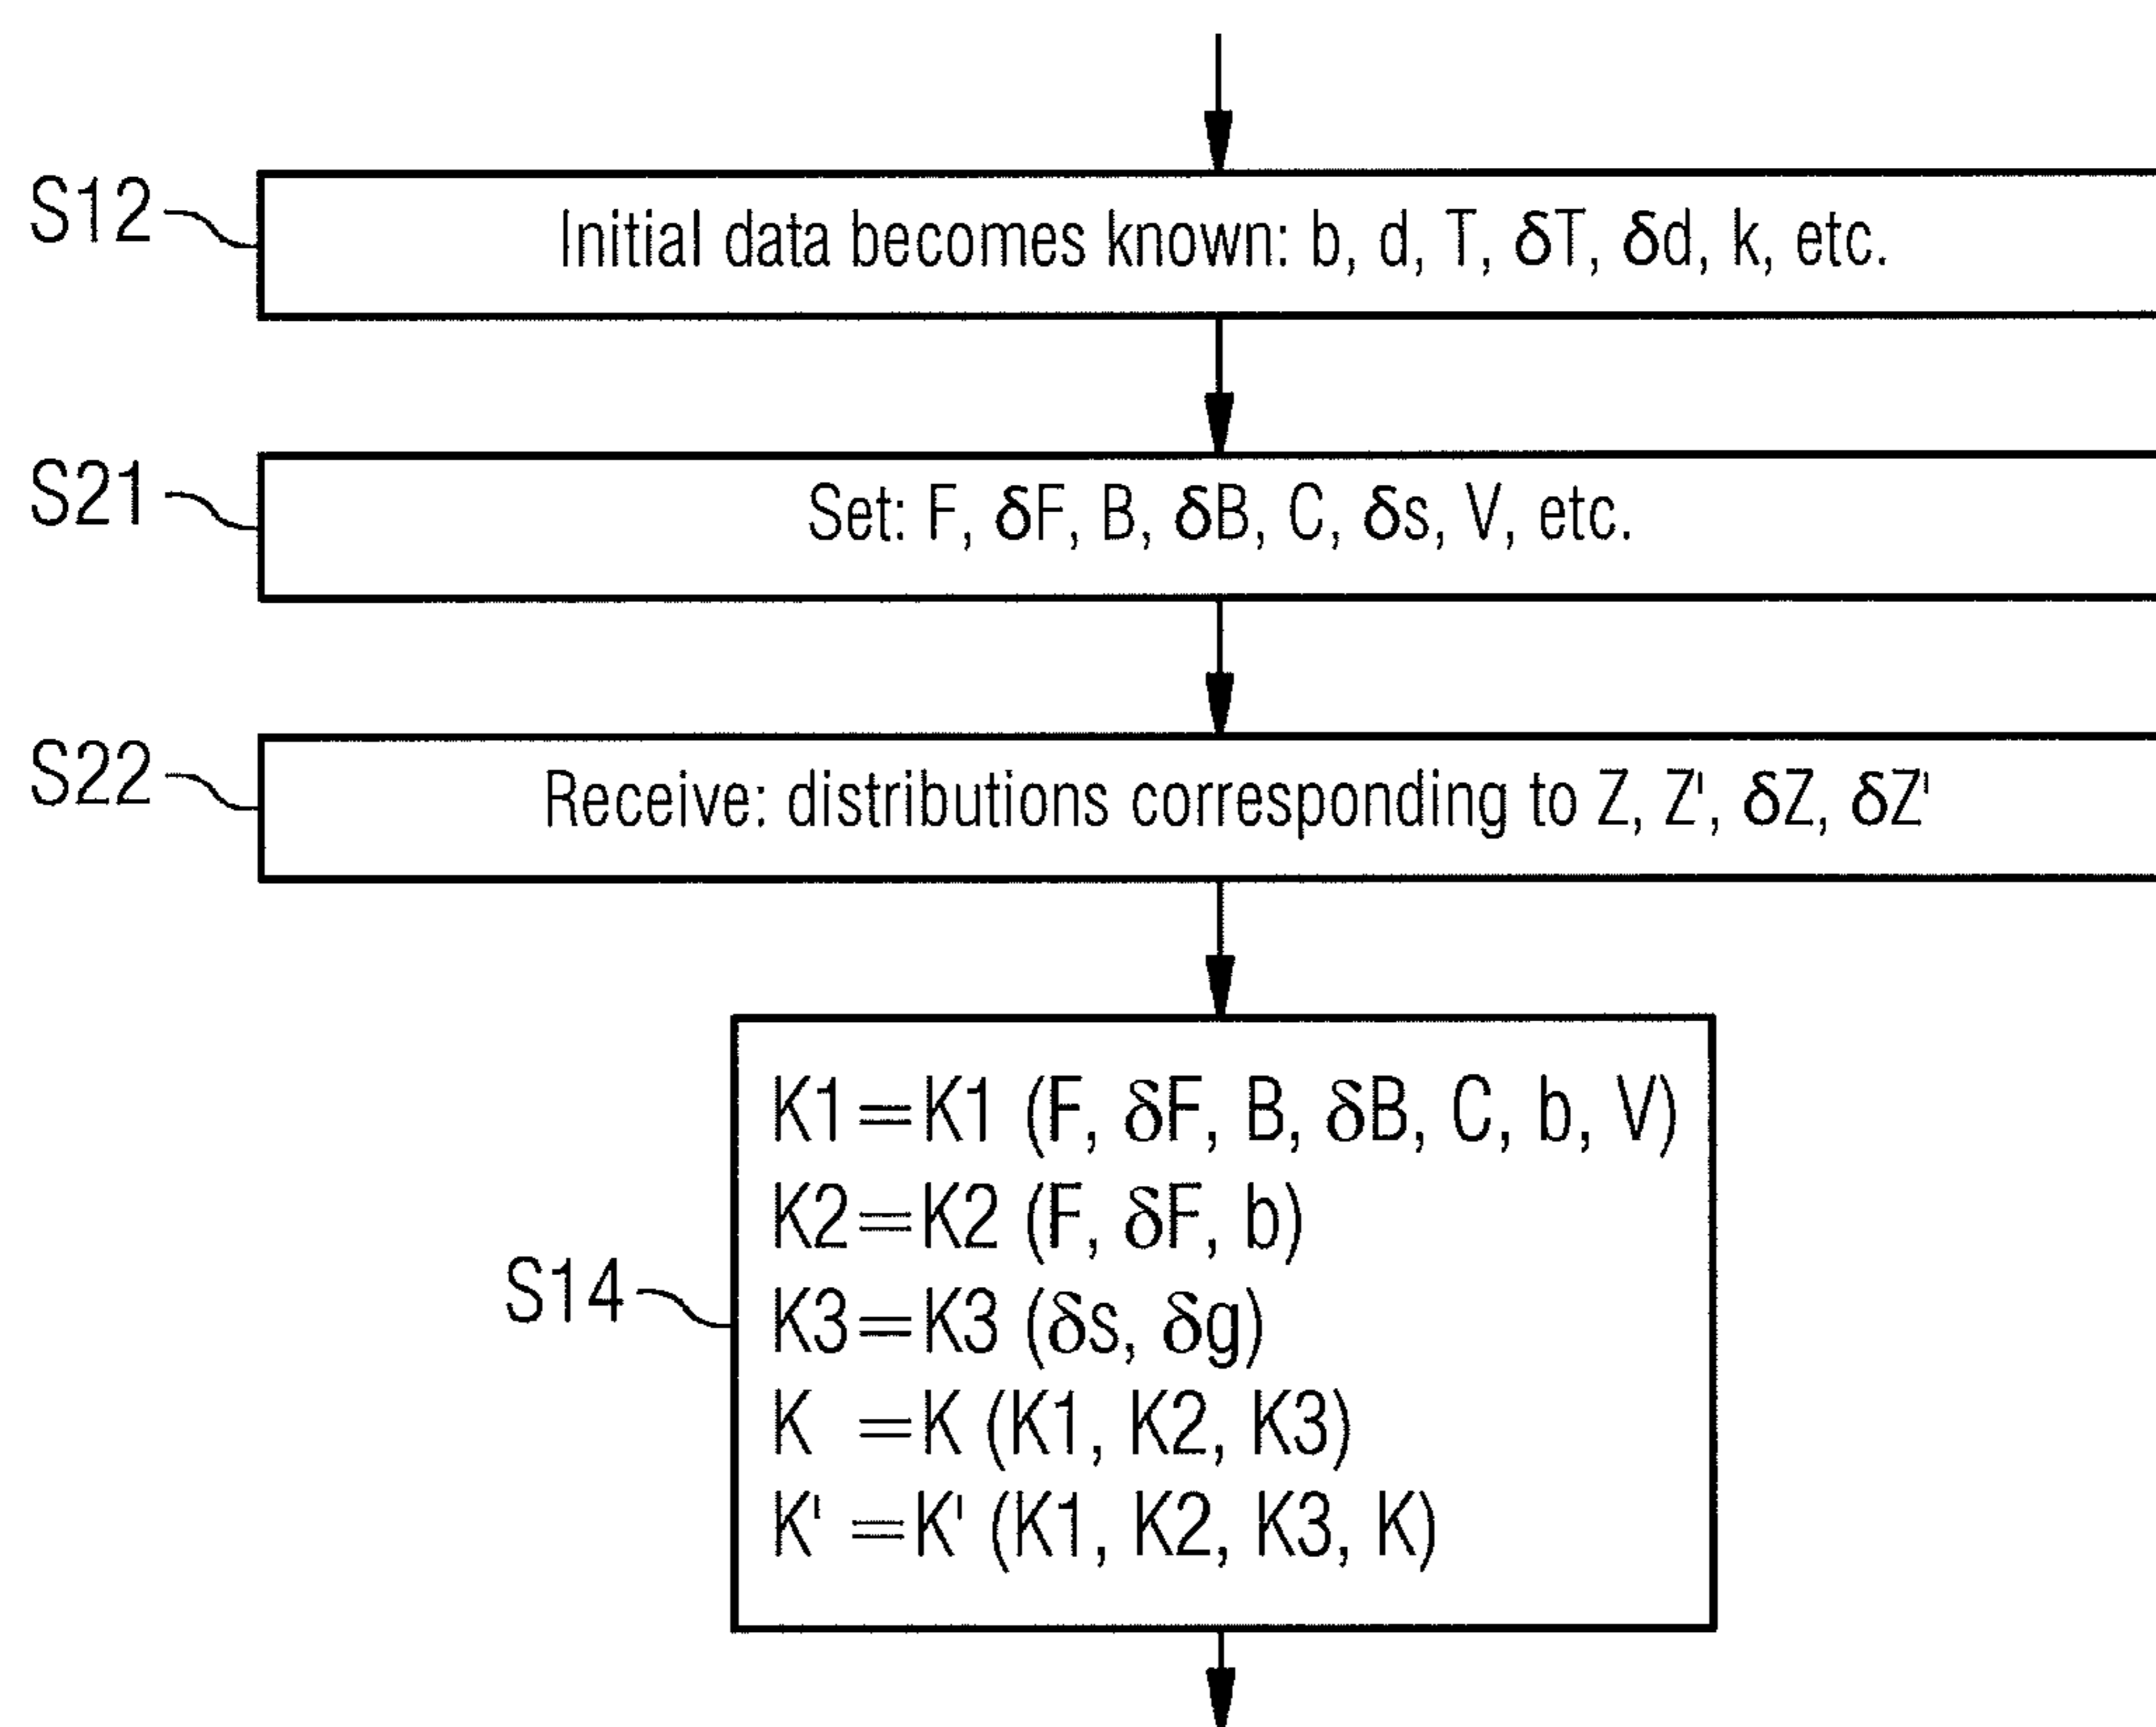 S12
Initial data becomes known: b, d, T, δT, δd, k, etc.
S21
Set: F, δF, B, δB, C, δs, V, etc.
S22
Receive: distributions corresponding to Z, Z', δZ, δZ'
S14
K1=K1 (F, δF, B, δB, C, b, V)
K2=K2 (F, δF, b)
K3=K3 (δs, δg)
K =K (K1, K2, K3)
K' =K' (K1, K2, K3, K)